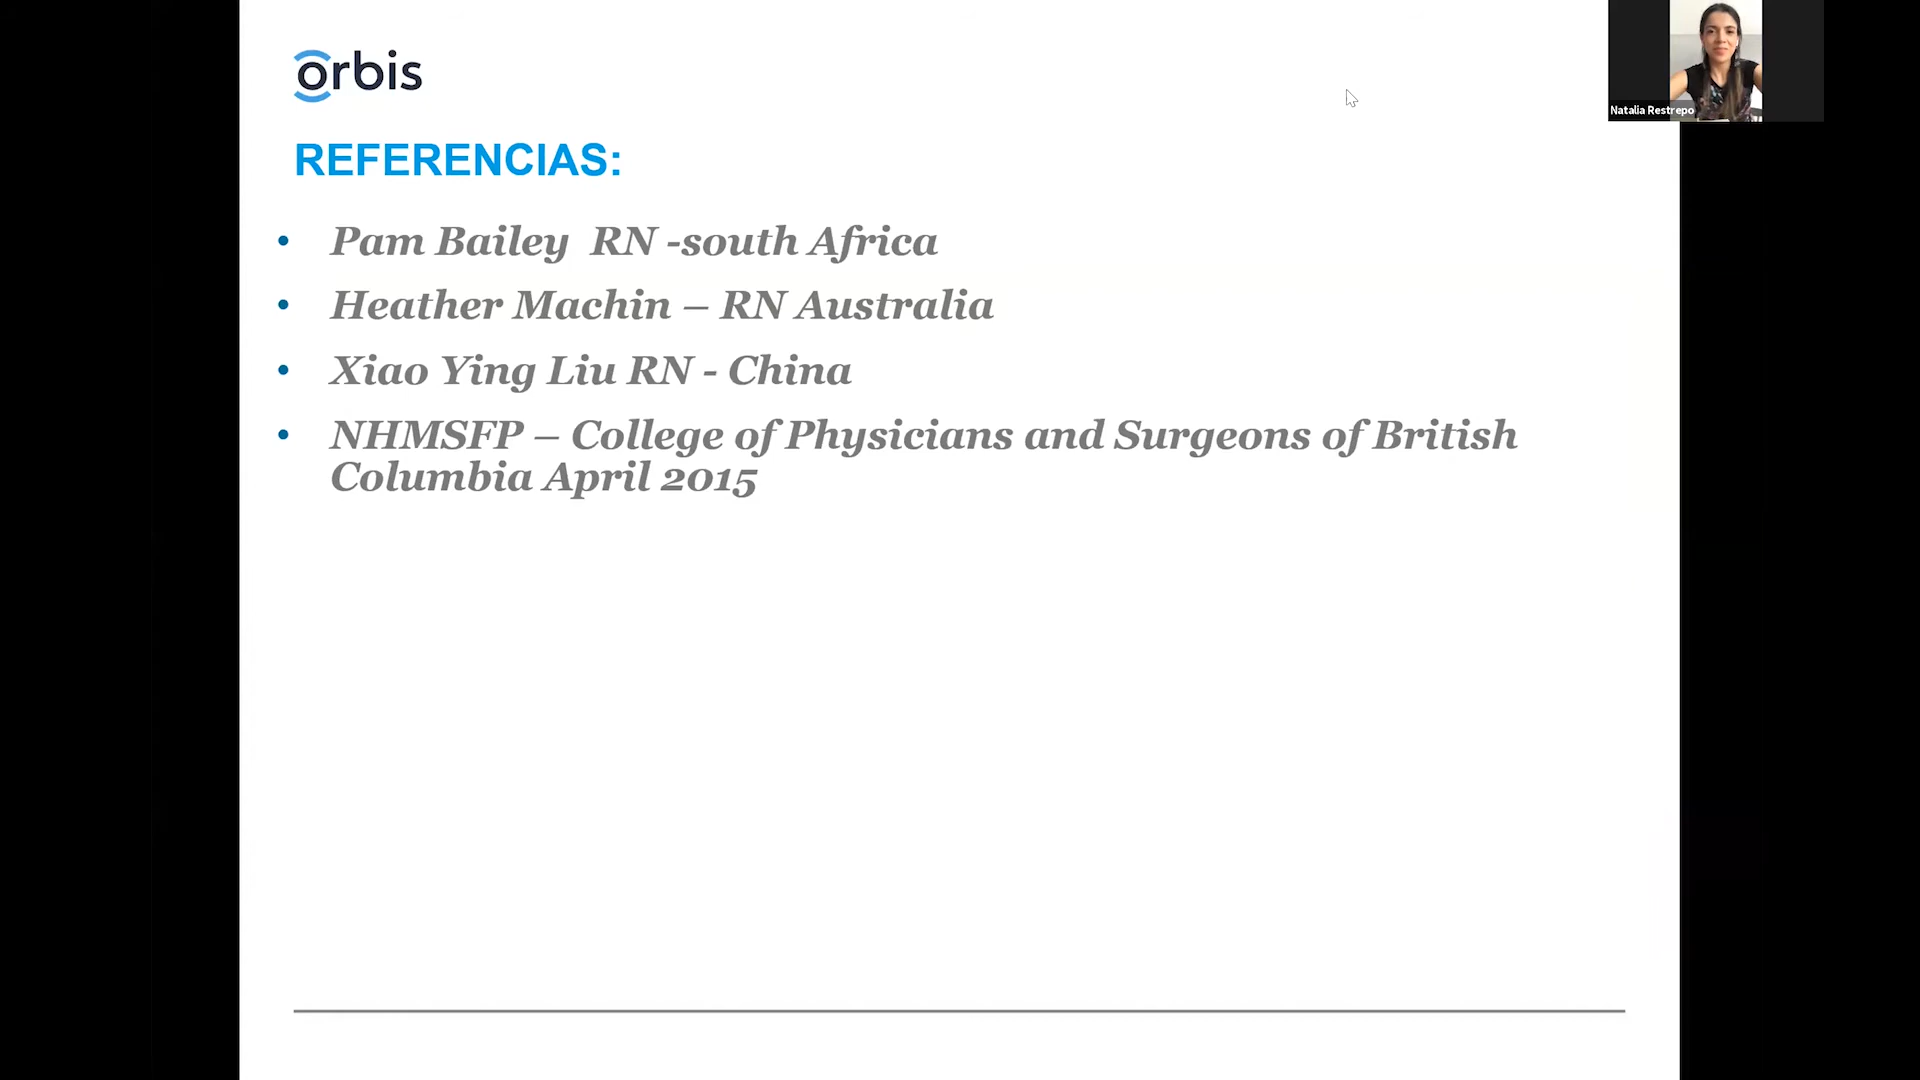 orbis
Natalia Restrepo
REFERENCIAS:
• Pam Bailey  RN -south Africa
• Heather Machin – RN Australia
• Xiao Ying Liu RN - China
• NHMSFP – College of Physicians and Surgeons of British
Columbia April 2015